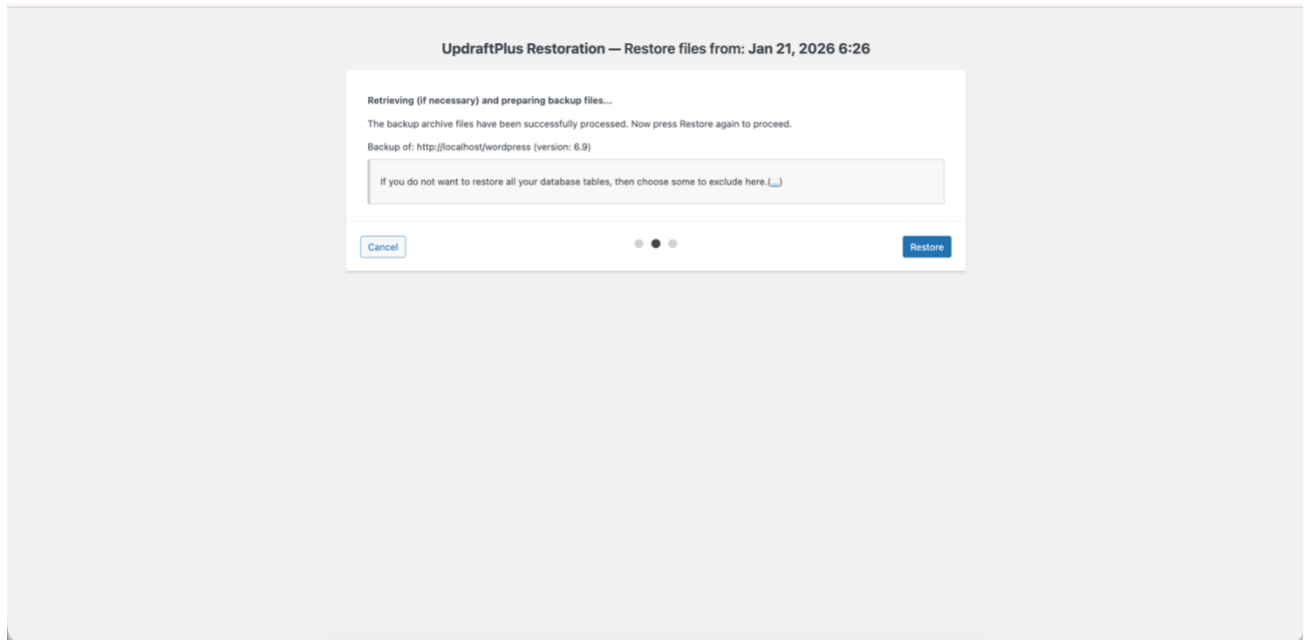 UpdraftPlus Restoration — Restore files from: Jan 21, 2026 6:26
Retrieving (if necessary) and preparing backup files...
The backup archive files have been successfully processed. Now press Restore again to proceed.
Backup of: http://localhost/wordpress (version: 6.9)
If you do not want to restore all your database tables, then choose some to exclude here.(...)
Cancel
Restore